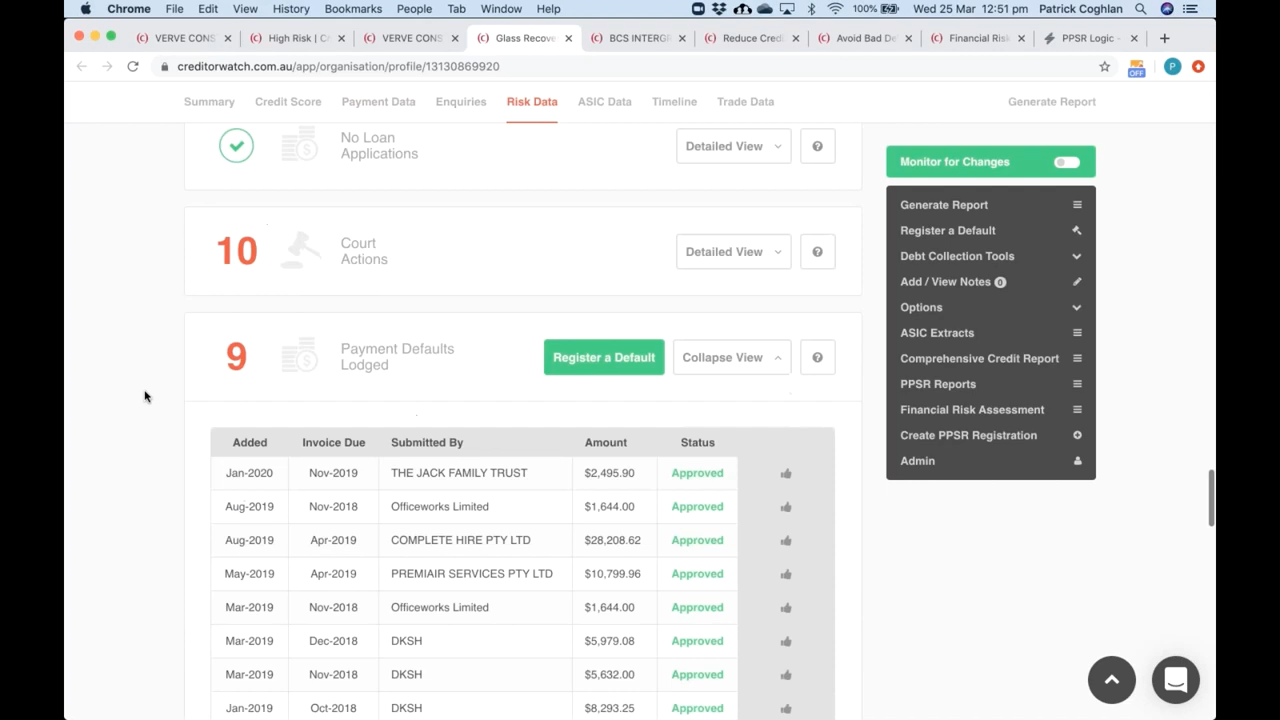 Chrome File Edit View History Bookmarks People Tab Window Help 100% Wed 25 Mar 12:51 pm Patrick Coghlan
VERVE CONS High Risk | C VERVE CONS Glass Recove BCS INTERGR Reduce Cred Avoid Bad De Financial Risk PPSR Logic -
creditorwatch.com.au/app/organisation/profile/13130869920 OFF P
Summary Credit Score Payment Data Enquiries Risk Data ASIC Data Timeline Trade Data Generate Report
No Loan
Applications
Detailed View ?
10
Court
Actions
Detailed View ?
9
Payment Defaults
Lodged
Register a Default Collapse View ?
Added Invoice Due Submitted By Amount Status
Jan-2020 Nov-2019 THE JACK FAMILY TRUST $2,495.90 Approved
Aug-2019 Nov-2018 Officeworks Limited $1,644.00 Approved
Aug-2019 Apr-2019 COMPLETE HIRE PTY LTD $28,208.62 Approved
May-2019 Apr-2019 PREMIAIR SERVICES PTY LTD $10,799.96 Approved
Mar-2019 Nov-2018 Officeworks Limited $1,644.00 Approved
Mar-2019 Dec-2018 DKSH $5,979.08 Approved
Mar-2019 Nov-2018 DKSH $5,632.00 Approved
Jan-2019 Oct-2018 DKSH $8,293.25 Approved
Monitor for Changes
Generate Report
Register a Default
Debt Collection Tools
Add / View Notes 0
Options
ASIC Extracts
Comprehensive Credit Report
PPSR Reports
Financial Risk Assessment
Create PPSR Registration
Admin